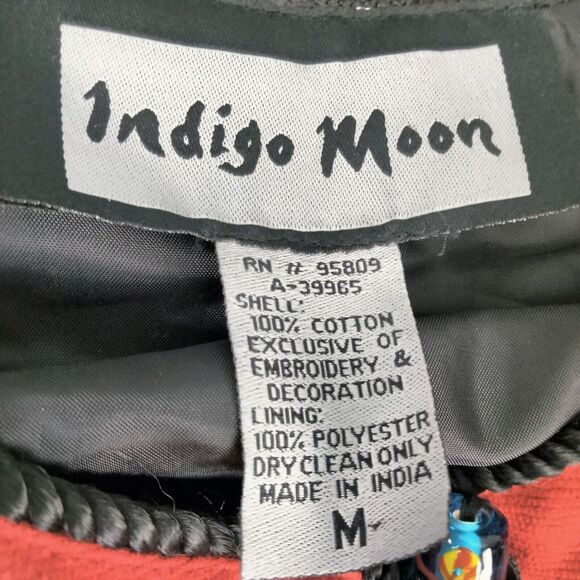 Indigo Moon
RN # 95809
A-39965
SHELL:
100% COTTON
EXCLUSIVE OF
EMBROIDERY &
DECORATION
LINING:
100% POLYESTER
DRY CLEAN ONLY
MADE IN INDIA
M